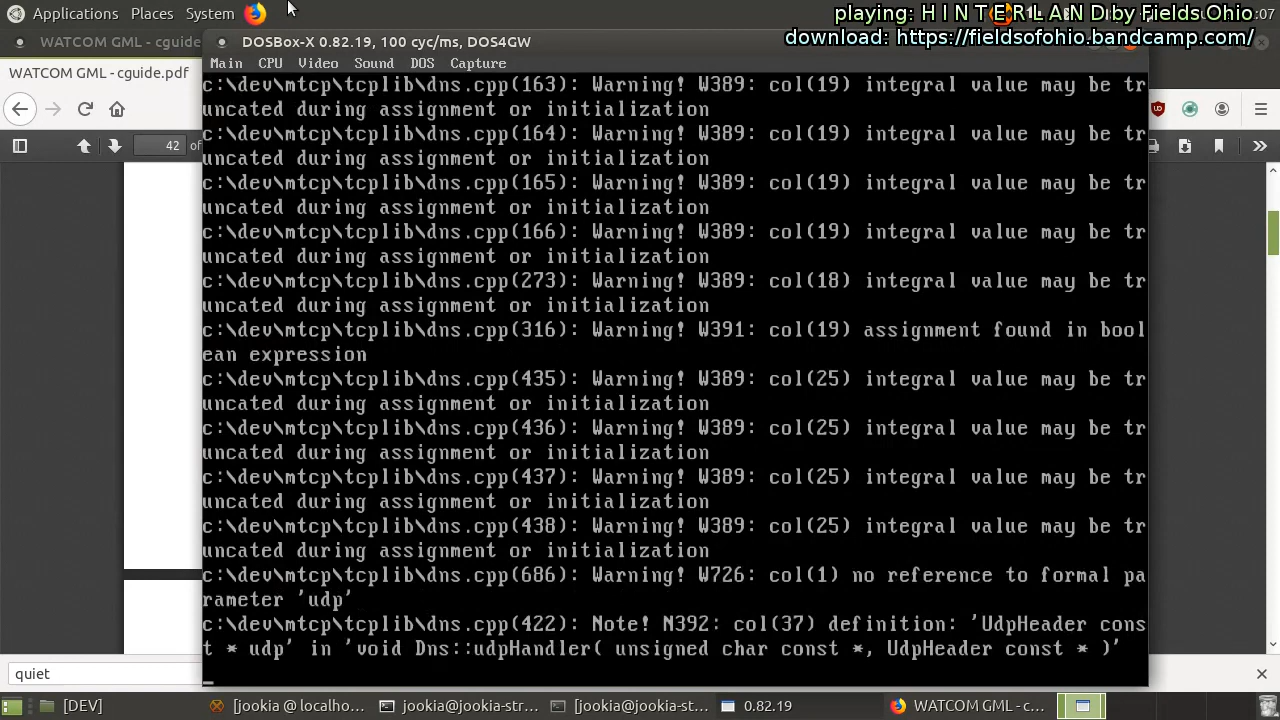 Applications Places System
playing: H I N T E R L A N D by Fields Ohio
:07
download: https://fieldsofohio.bandcamp.com/
WATCOM GML - cguide
DOSBox-X 0.82.19, 100 cyc/ms, DOS4GW
WATCOM GML - cguide.pdf
Main CPU Video Sound DOS Capture
42 of
c:\dev\mtcp\tcplib\dns.cpp(163): Warning! W389: col(19) integral value may be tr
uncated during assignment or initialization
c:\dev\mtcp\tcplib\dns.cpp(164): Warning! W389: col(19) integral value may be tr
uncated during assignment or initialization
c:\dev\mtcp\tcplib\dns.cpp(165): Warning! W389: col(19) integral value may be tr
uncated during assignment or initialization
c:\dev\mtcp\tcplib\dns.cpp(166): Warning! W389: col(19) integral value may be tr
uncated during assignment or initialization
c:\dev\mtcp\tcplib\dns.cpp(273): Warning! W389: col(18) integral value may be tr
uncated during assignment or initialization
c:\dev\mtcp\tcplib\dns.cpp(316): Warning! W391: col(19) assignment found in bool
ean expression
c:\dev\mtcp\tcplib\dns.cpp(435): Warning! W389: col(25) integral value may be tr
uncated during assignment or initialization
c:\dev\mtcp\tcplib\dns.cpp(436): Warning! W389: col(25) integral value may be tr
uncated during assignment or initialization
c:\dev\mtcp\tcplib\dns.cpp(437): Warning! W389: col(25) integral value may be tr
uncated during assignment or initialization
c:\dev\mtcp\tcplib\dns.cpp(438): Warning! W389: col(25) integral value may be tr
uncated during assignment or initialization
c:\dev\mtcp\tcplib\dns.cpp(686): Warning! W726: col(1) no reference to formal pa
rameter 'udp'
c:\dev\mtcp\tcplib\dns.cpp(422): Note! N392: col(37) definition: 'UdpHeader cons
t * udp' in 'void Dns::udpHandler( unsigned char const *, UdpHeader const * )'
_
quiet
[DEV] [jookia @ localho... jookia@jookia-str... [jookia@jookia-st... 0.82.19 WATCOM GML - c...